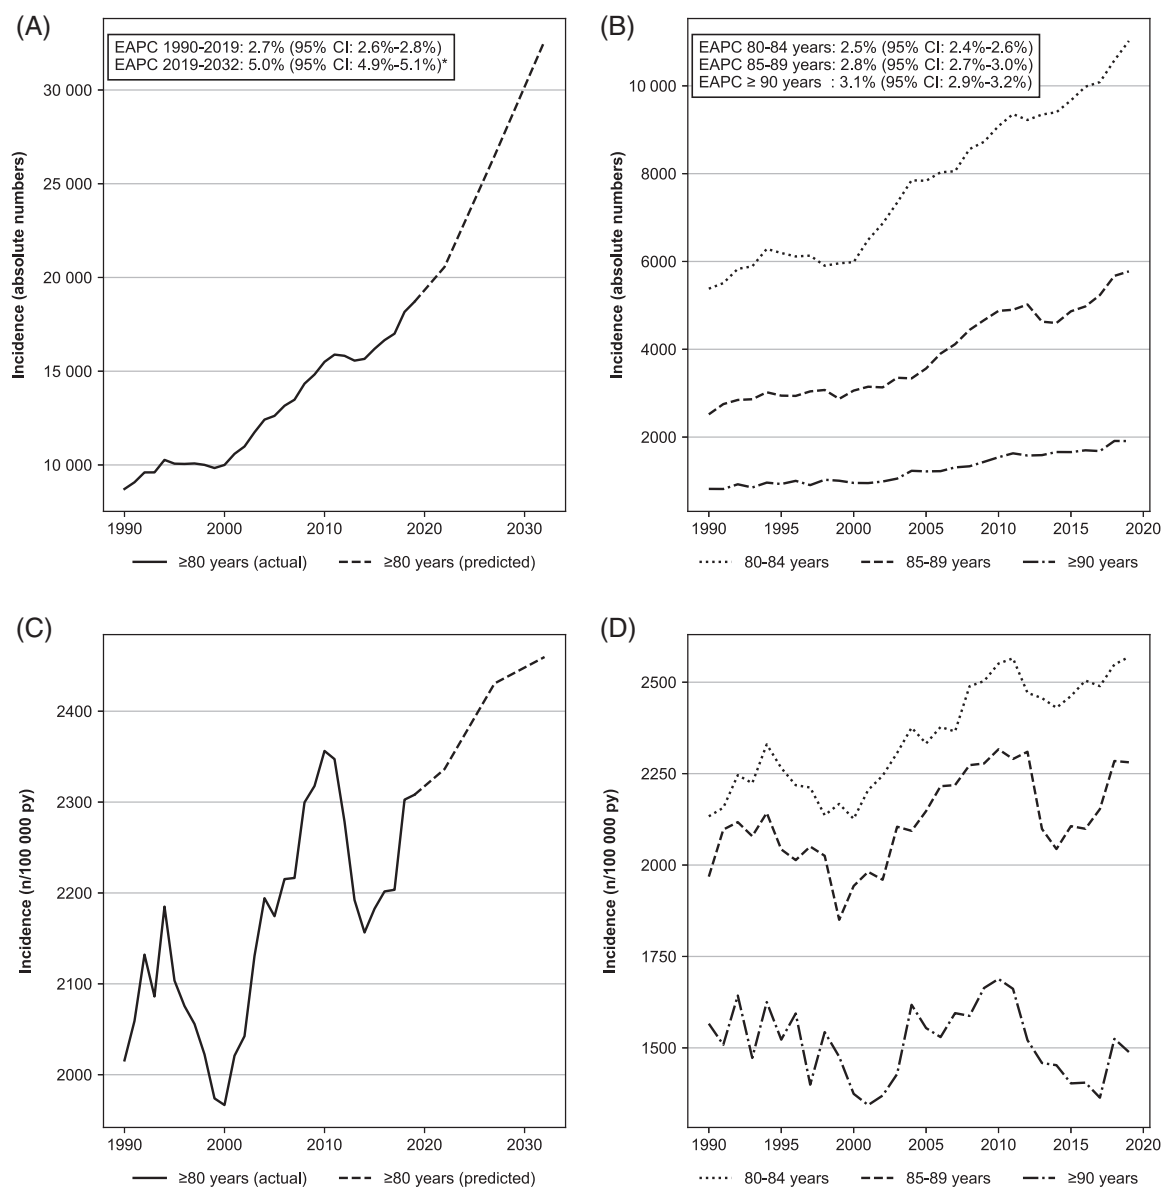 (A)
EAPC 1990-2019: 2.7% (95% CI: 2.6%-2.8%)
EAPC 2019-2032: 5.0% (95% CI: 4.9%-5.1%)*
Incidence (absolute numbers)
30 000
25 000
20 000
15 000
10 000
1990 2000 2010 2020 2030
≥80 years (actual) ≥80 years (predicted)
(B)
EAPC 80-84 years: 2.5% (95% CI: 2.4%-2.6%)
EAPC 85-89 years: 2.8% (95% CI: 2.7%-3.0%)
EAPC ≥ 90 years : 3.1% (95% CI: 2.9%-3.2%)
Incidence (absolute numbers)
10 000
8000
6000
4000
2000
1990 1995 2000 2005 2010 2015 2020
80-84 years 85-89 years ≥90 years
(C)
Incidence (n/100 000 py)
2400
2300
2200
2100
2000
1990 2000 2010 2020 2030
≥80 years (actual) ≥80 years (predicted)
(D)
Incidence (n/100 000 py)
2500
2250
2000
1750
1500
1990 1995 2000 2005 2010 2015 2020
80-84 years 85-89 years ≥90 years